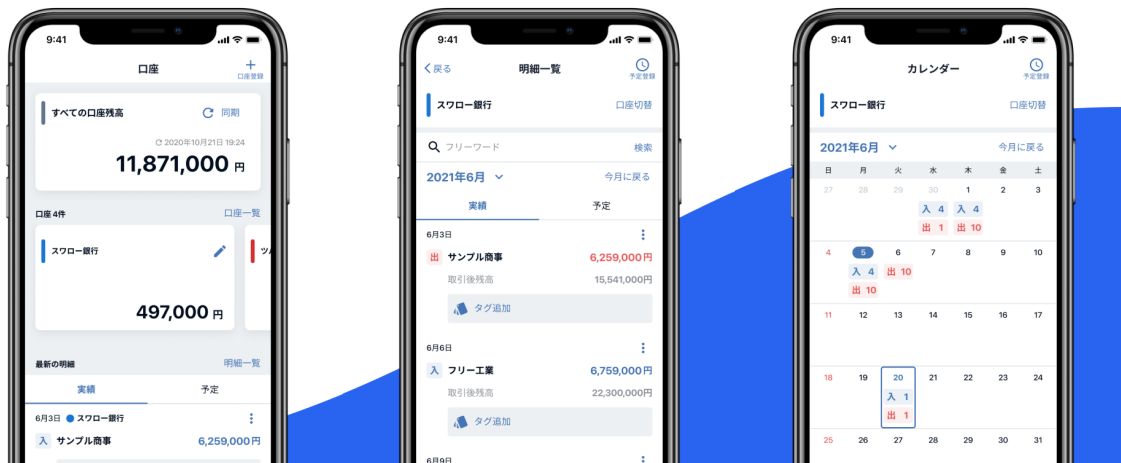 9:41
口座
口座登録
すべての口座残高
同期
2020年10月21日 19:24
11,871,000 円
口座 4件
口座一覧
スワロー銀行
497,000 円
最新の明細
明細一覧
実績
予定
6月3日 スワロー銀行
入 サンプル商事
6,259,000円
9:41
戻る
明細一覧
予定登録
スワロー銀行
口座切替
フリーワード
検索
2021年6月
今月に戻る
実績
予定
6月3日
出 サンプル商事
6,259,000円
取引後残高
15,541,000円
タグ追加
6月6日
入 フリー工業
6,759,000円
取引後残高
22,300,000円
タグ追加
6月9日
9:41
カレンダー
予定登録
スワロー銀行
口座切替
2021年6月
今月に戻る
日 月 火 水 木 金 土
27 28 29 30 1 2 3
入 4 入 4
出 1 出 10
4 5 6 7 8 9 10
入 4 出 10
出 10
11 12 13 14 15 16 17
18 19 20 21 22 23 24
入 1
出 1
25 26 27 28 29 30 31